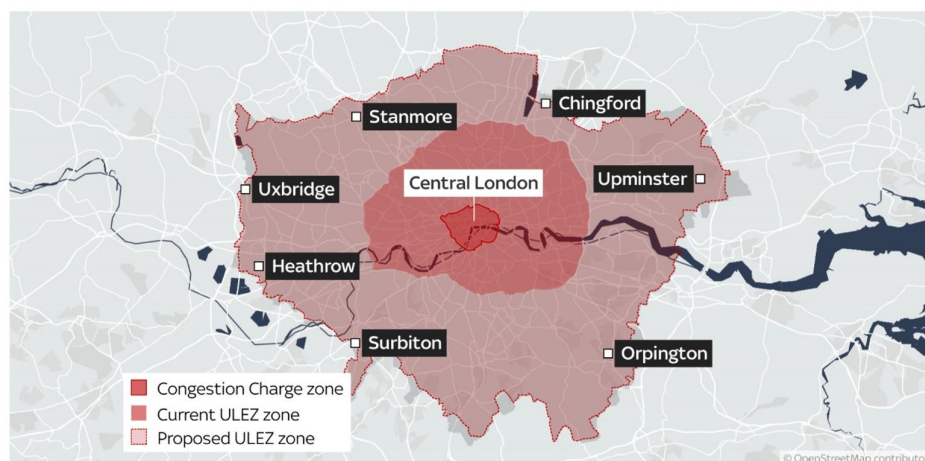 Chingford
Stanmore
Central London
Upminster
Uxbridge
Heathrow
Surbiton
Orpington
Congestion Charge zone
Current ULEZ zone
Proposed ULEZ zone
© OpenStreetMap contributo